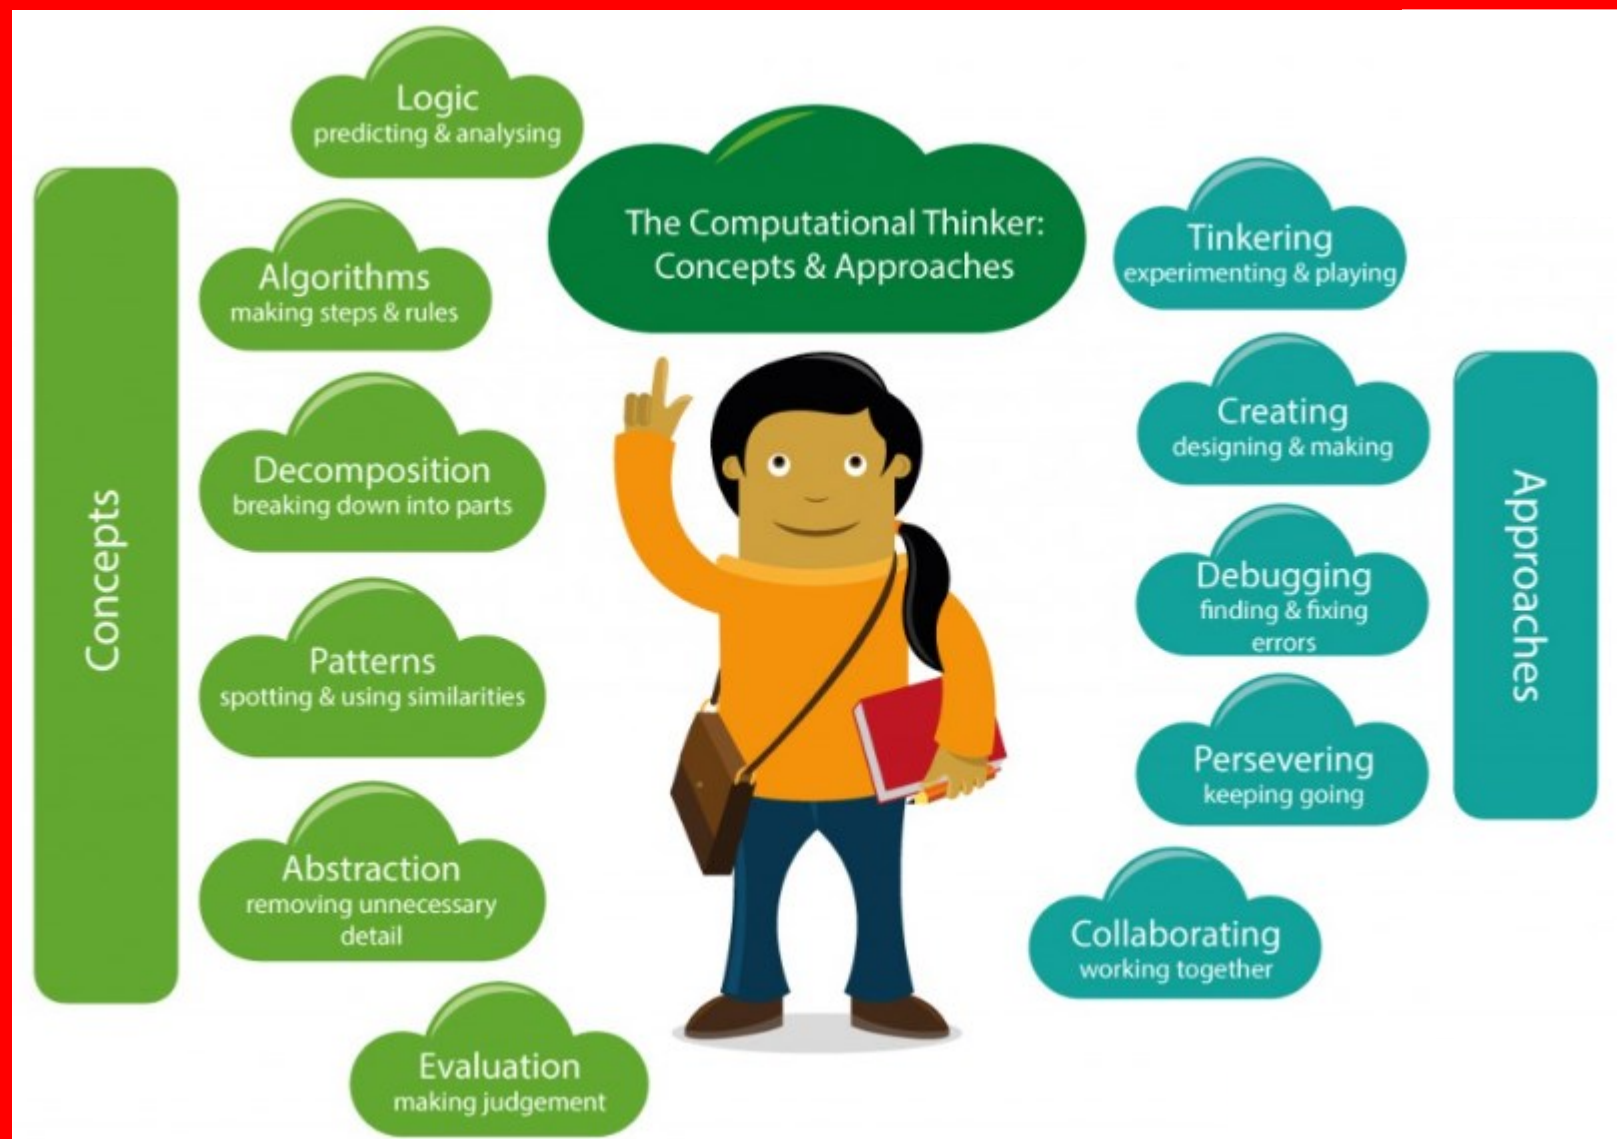 The Computational Thinker:
Concepts & Approaches
Concepts
Logic
predicting & analysing
Algorithms
making steps & rules
Decomposition
breaking down into parts
Patterns
spotting & using similarities
Abstraction
removing unnecessary
detail
Evaluation
making judgement
Approaches
Tinkering
experimenting & playing
Creating
designing & making
Debugging
finding & fixing
errors
Persevering
keeping going
Collaborating
working together